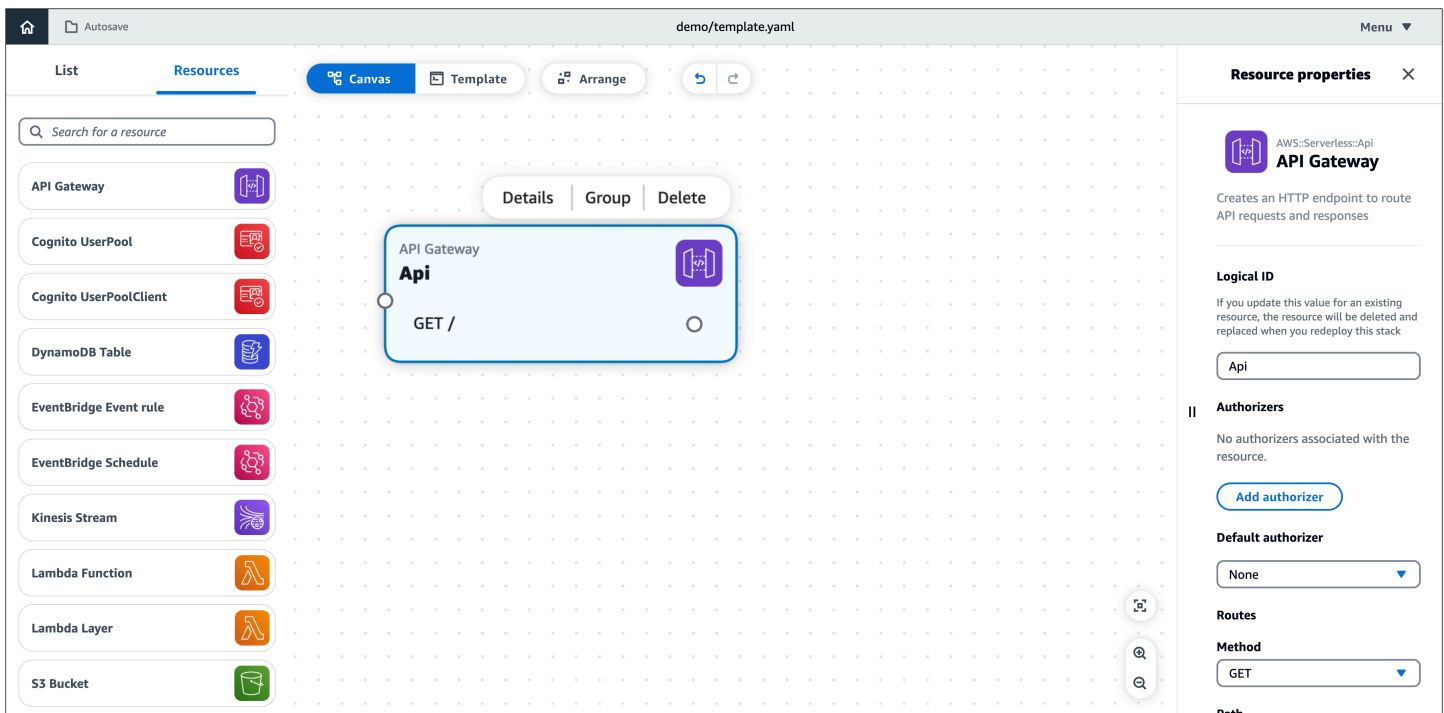 Autosave
demo/template.yaml
Menu
List
Resources
Search for a resource
API Gateway
Cognito UserPool
Cognito UserPoolClient
DynamoDB Table
EventBridge Event rule
EventBridge Schedule
Kinesis Stream
Lambda Function
Lambda Layer
S3 Bucket
Canvas
Template
Arrange
Details
Group
Delete
API Gateway
Api
GET /
Resource properties
AWS::Serverless::Api
API Gateway
Creates an HTTP endpoint to route
API requests and responses
Logical ID
If you update this value for an existing
resource, the resource will be deleted and
replaced when you redeploy this stack
Api
Authorizers
No authorizers associated with the
resource.
Add authorizer
Default authorizer
None
Routes
Method
GET
Path